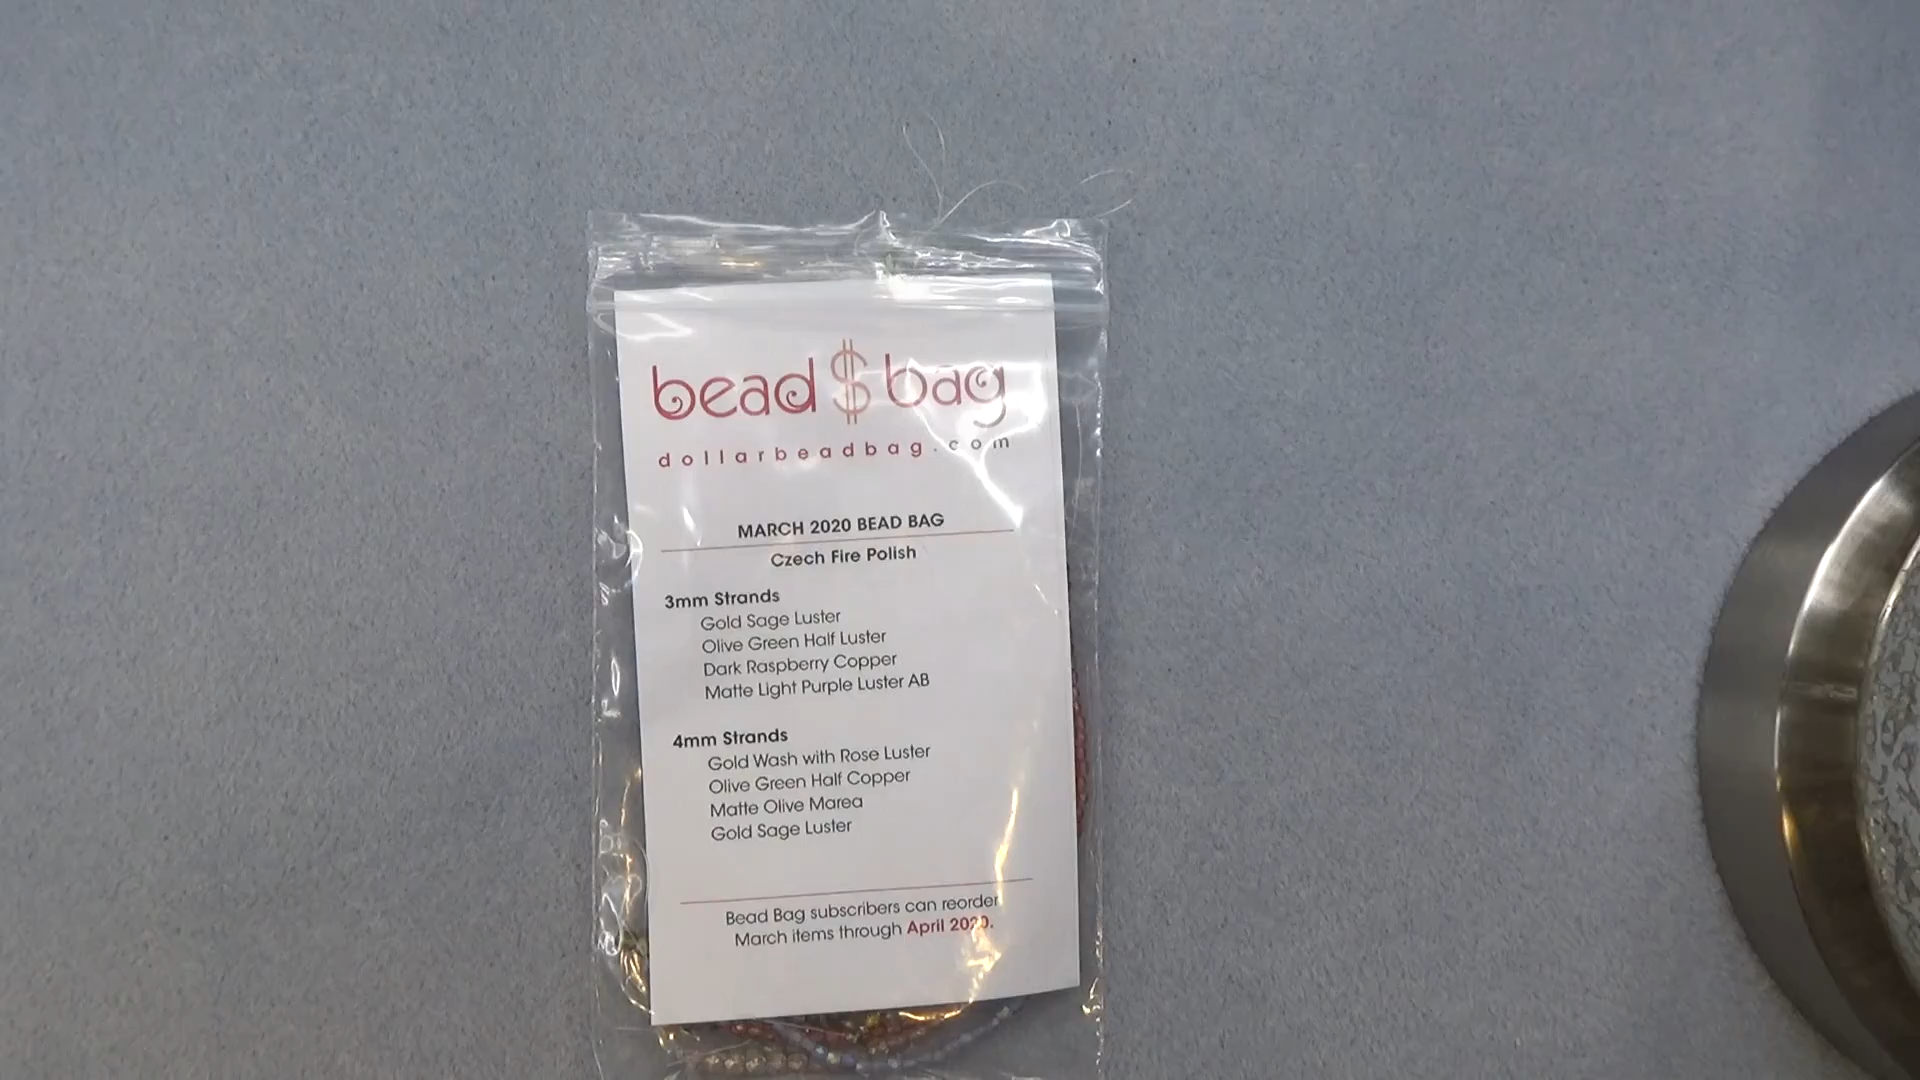 bead $ bag
dollarbeadbag.com
MARCH 2020 BEAD BAG
Czech Fire Polish
3mm Strands
Gold Sage Luster
Olive Green Half Luster
Dark Raspberry Copper
Matte Light Purple Luster AB
4mm Strands
Gold Wash with Rose Luster
Olive Green Half Copper
Matte Olive Marea
Gold Sage Luster
Bead Bag subscribers can reorder
March items through April 2020.